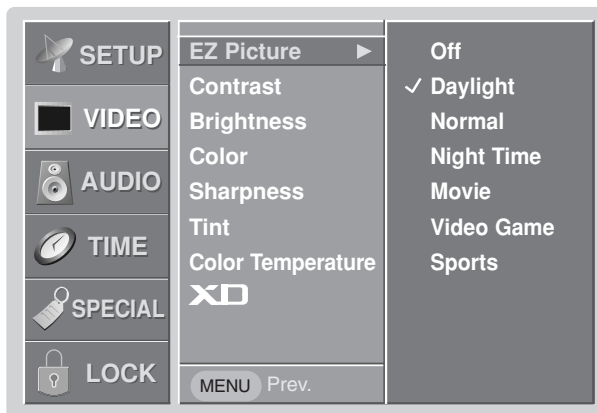 SETUP
VIDEO
AUDIO
TIME
SPECIAL
LOCK
EZ Picture
Contrast
Brightness
Color
Sharpness
Tint
Color Temperature
XD
MENU Prev.
Off
Daylight
Normal
Night Time
Movie
Video Game
Sports